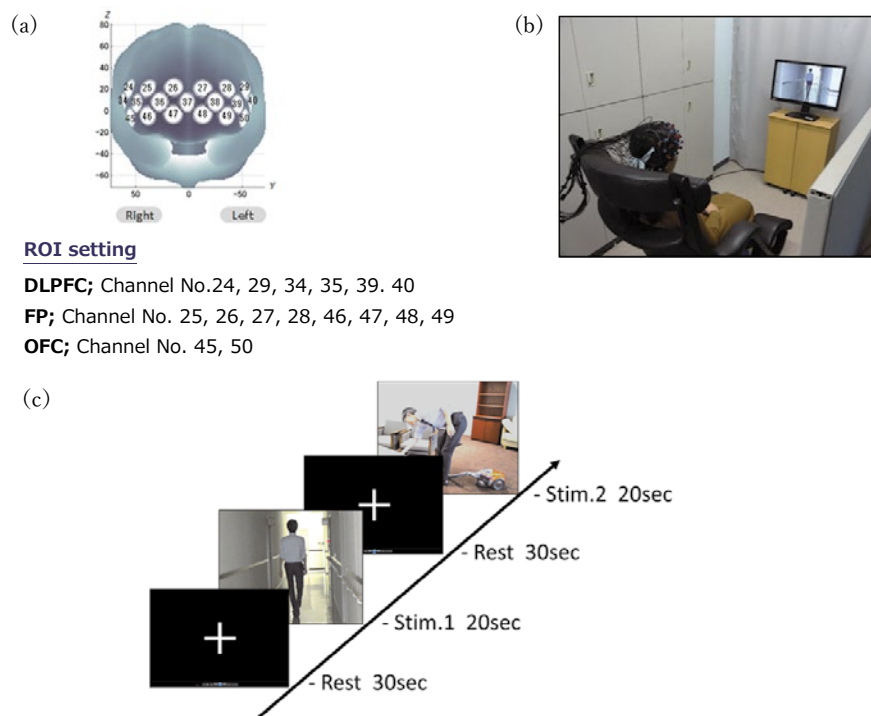 (a)
Z
80
60
40
20
0
−20
−40
−60
24 25 26 27 28 29
34 35 36 37 38 39 40
45 46 47 48 49 50
50 0 −50 Y
Right Left
ROI setting
DLPFC; Channel No.24, 29, 34, 35, 39. 40
FP; Channel No. 25, 26, 27, 28, 46, 47, 48, 49
OFC; Channel No. 45, 50
(b)
(c)
- Stim.2 20sec
- Rest 30sec
- Stim.1 20sec
- Rest 30sec